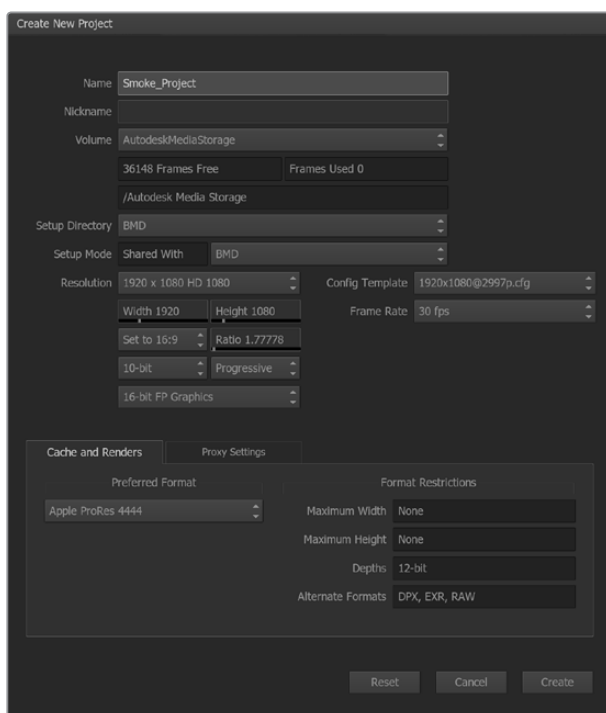 Create New Project
Name Smoke_Project
Nickname
Volume AutodeskMediaStorage
36148 Frames Free Frames Used 0
/Autodesk Media Storage
Setup Directory BMD
Setup Mode Shared With BMD
Resolution 1920 x 1080 HD 1080 Config Template 1920x1080@2997p.cfg
Width 1920 Height 1080 Frame Rate 30 fps
Set to 16:9 Ratio 1.77778
10-bit Progressive
16-bit FP Graphics
Cache and Renders Proxy Settings
Preferred Format Format Restrictions
Apple ProRes 4444 Maximum Width None
Maximum Height None
Depths 12-bit
Alternate Formats DPX, EXR, RAW
Reset Cancel Create